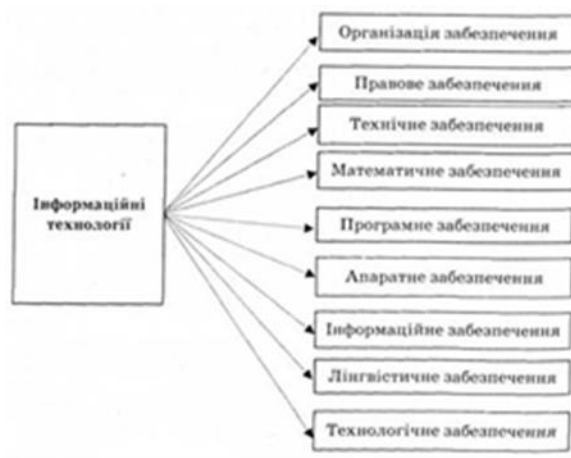 Інформаційні
технології
Організація забезпечення
Правове забезпечення
Технічне забезпечення
Математичне забезпечення
Програмне забезпечення
Апаратне забезпечення
Інформаційне забезпечення
Лінгвістичне забезпечення
Технологічне забезпечення